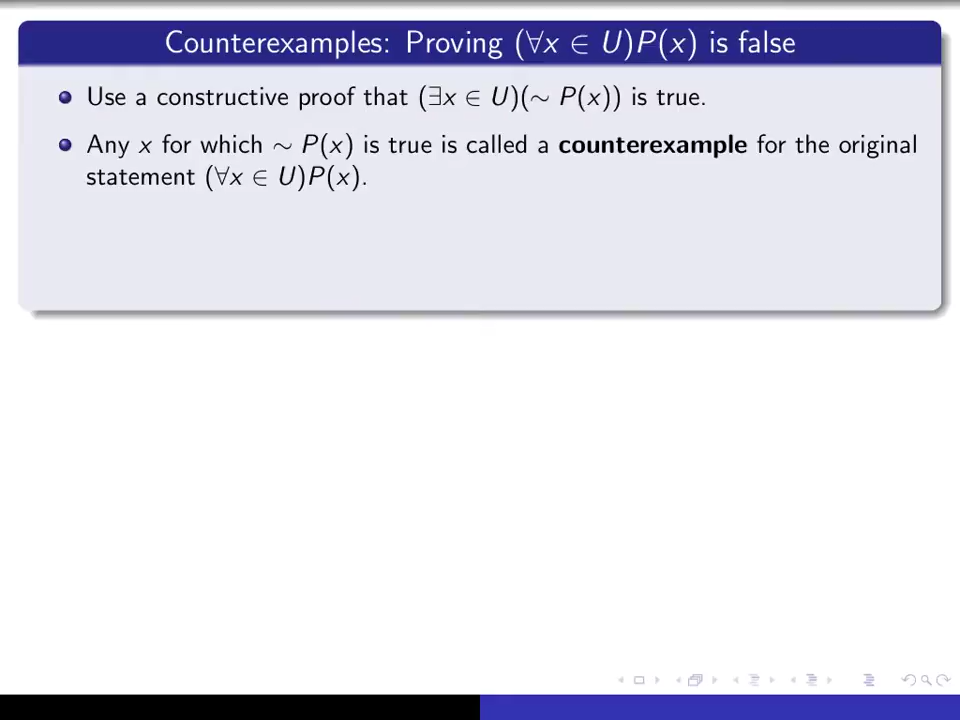 Counterexamples: Proving (∀x ∈ U)P(x) is false
Use a constructive proof that (∃x ∈ U)(∼ P(x)) is true.
Any x for which ∼ P(x) is true is called a counterexample for the original
statement (∀x ∈ U)P(x).